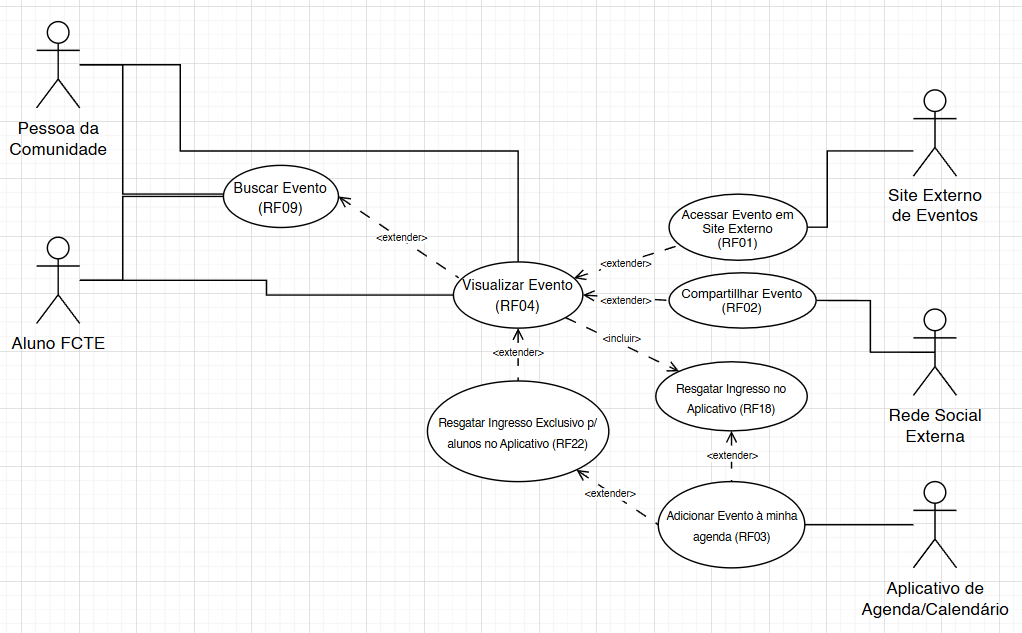 Pessoa da
Comunidade
Buscar Evento
(RF09)
<extender>
Acessar Evento em
Site Externo
(RF01)
Site Externo
de Eventos
<extender>
Visualizar Evento
(RF04)
<extender>
Compartillhar Evento
(RF02)
Aluno FCTE
<extender>
<incluir>
Resgatar Ingresso no
Aplicativo (RF18)
Rede Social
Externa
Resgatar Ingresso Exclusivo p/
alunos no Aplicativo (RF22)
<extender>
<extender>
Adicionar Evento à minha
agenda (RF03)
Aplicativo de
Agenda/Calendário